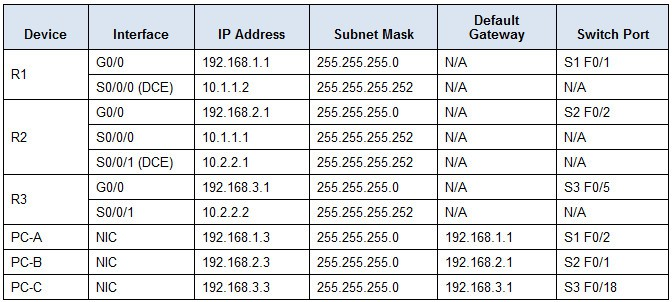 Device Interface IP Address Subnet Mask Default Gateway Switch Port
R1 G0/0 192.168.1.1 255.255.255.0 N/A S1 F0/1
S0/0/0 (DCE) 10.1.1.2 255.255.255.252 N/A N/A
R2 G0/0 192.168.2.1 255.255.255.0 N/A S2 F0/2
S0/0/0 10.1.1.1 255.255.255.252 N/A N/A
S0/0/1 (DCE) 10.2.2.1 255.255.255.252 N/A N/A
R3 G0/0 192.168.3.1 255.255.255.0 N/A S3 F0/5
S0/0/1 10.2.2.2 255.255.255.252 N/A N/A
PC-A NIC 192.168.1.3 255.255.255.0 192.168.1.1 S1 F0/2
PC-B NIC 192.168.2.3 255.255.255.0 192.168.2.1 S2 F0/1
PC-C NIC 192.168.3.3 255.255.255.0 192.168.3.1 S3 F0/18